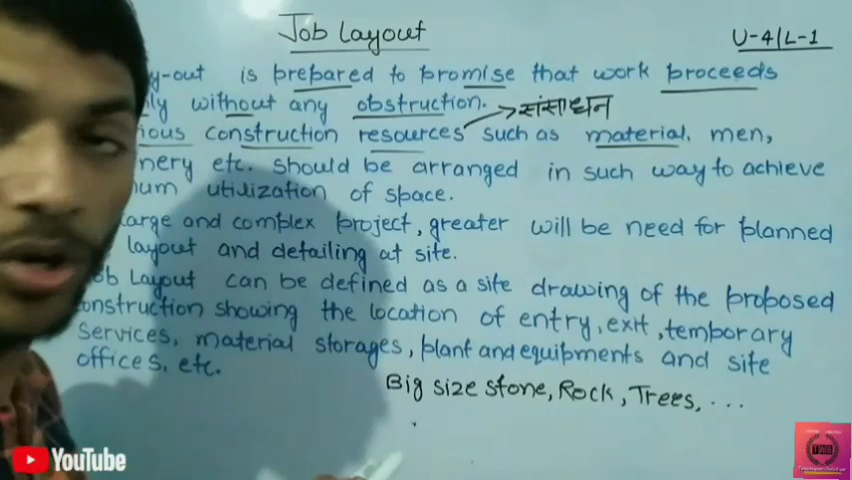 Job Layout
U-4/L-1
y-out is prepared to promise that work proceeds
ly without any obstruction.
संसाधन
ious construction resources such as material, men,
nery etc. should be arranged in such way to achieve
um utilization of space.
large and complex project, greater will be need for planned
layout and detailing at site.
ob Layout can be defined as a site drawing of the proposed
onstruction showing the location of entry, exit, temporary
services, material storages, plant and equipments and site
offices, etc.
Big size stone, Rock, Trees, ...
YouTube